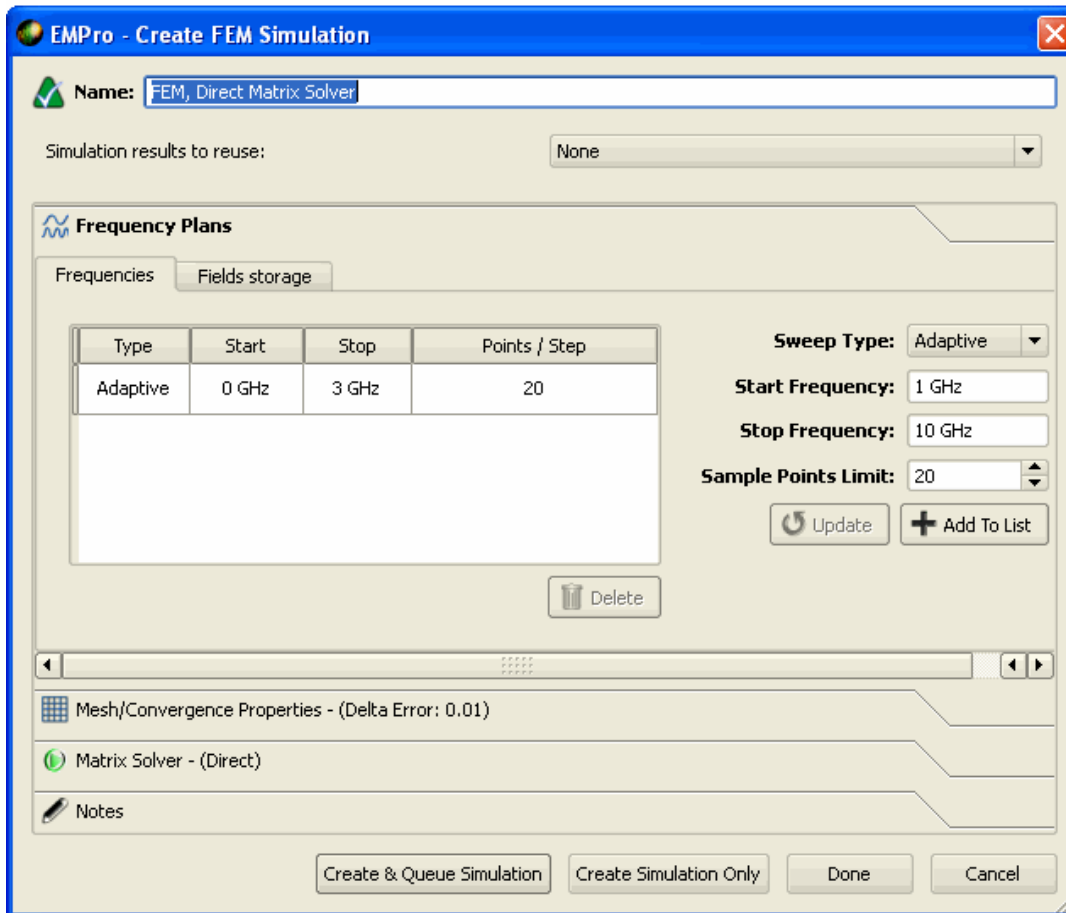 EMPro - Create FEM Simulation
Name: FEM, Direct Matrix Solver
Simulation results to reuse: None
Frequency Plans
Frequencies Fields storage
Type Start Stop Points / Step
Adaptive 0 GHz 3 GHz 20
Sweep Type: Adaptive
Start Frequency: 1 GHz
Stop Frequency: 10 GHz
Sample Points Limit: 20
Update Add To List
Delete
Mesh/Convergence Properties - (Delta Error: 0.01)
Matrix Solver - (Direct)
Notes
Create & Queue Simulation Create Simulation Only Done Cancel